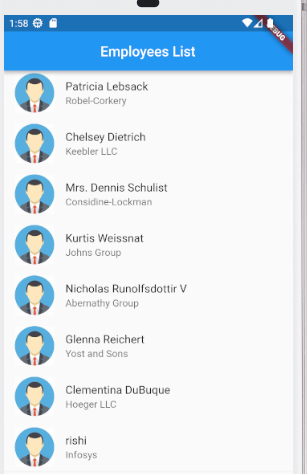 1:58
DEBUG
Employees List
Patricia Lebsack
Robel-Corkery
Chelsey Dietrich
Keebler LLC
Mrs. Dennis Schulist
Considine-Lockman
Kurtis Weissnat
Johns Group
Nicholas Runolfsdottir V
Abernathy Group
Glenna Reichert
Yost and Sons
Clementina DuBuque
Hoeger LLC
rishi
Infosys